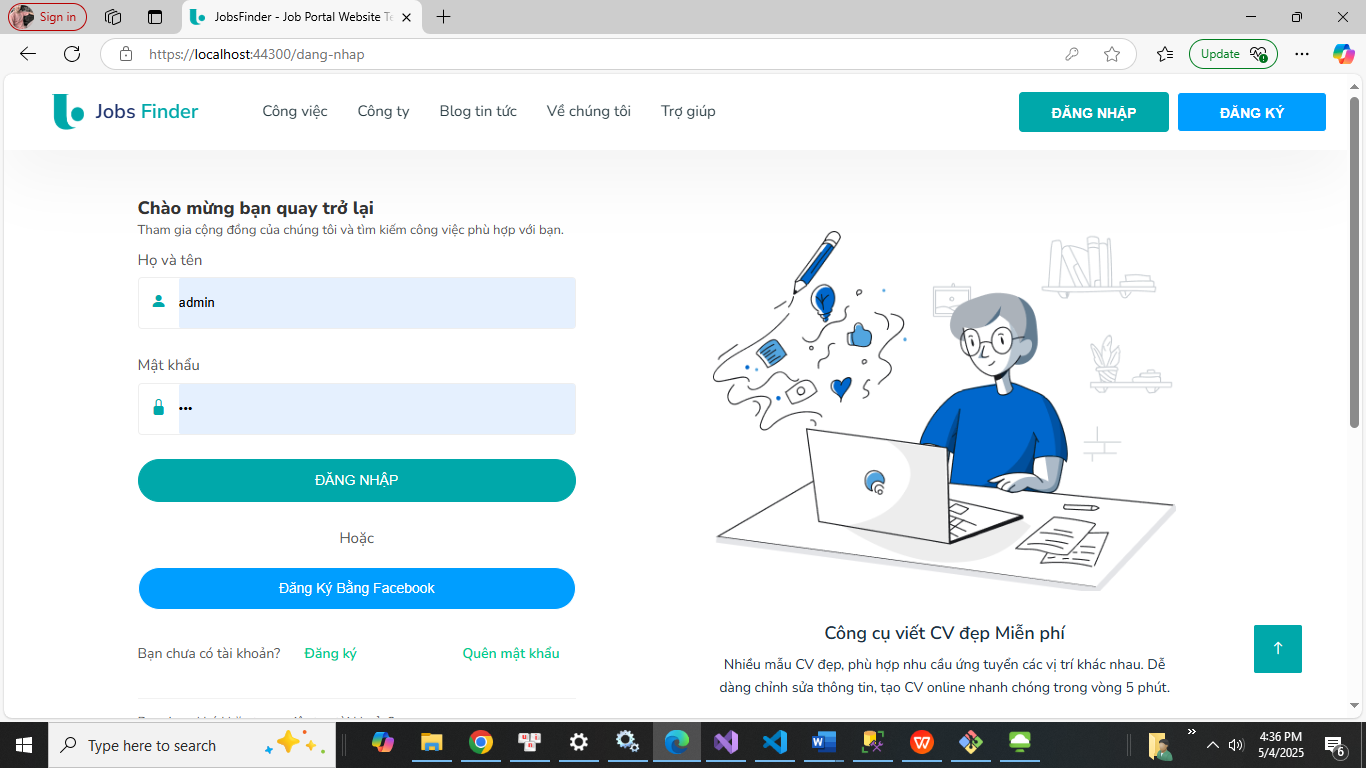 Sign in
JobsFinder - Job Portal Website Te
https://localhost:44300/dang-nhap
Update
Jobs Finder
Công việc
Công ty
Blog tin tức
Về chúng tôi
Trợ giúp
ĐĂNG NHẬP
ĐĂNG KÝ
Chào mừng bạn quay trở lại
Tham gia cộng đồng của chúng tôi và tìm kiếm công việc phù hợp với bạn.
Họ và tên
admin
Mật khẩu
•••
ĐĂNG NHẬP
Hoặc
Đăng Ký Bằng Facebook
Bạn chưa có tài khoản?
Đăng ký
Quên mật khẩu
Công cụ viết CV đẹp Miễn phí
Nhiều mẫu CV đẹp, phù hợp nhu cầu ứng tuyển các vị trí khác nhau. Dễ
dàng chỉnh sửa thông tin, tạo CV online nhanh chóng trong vòng 5 phút.
Type here to search
4:36 PM
5/4/2025
6